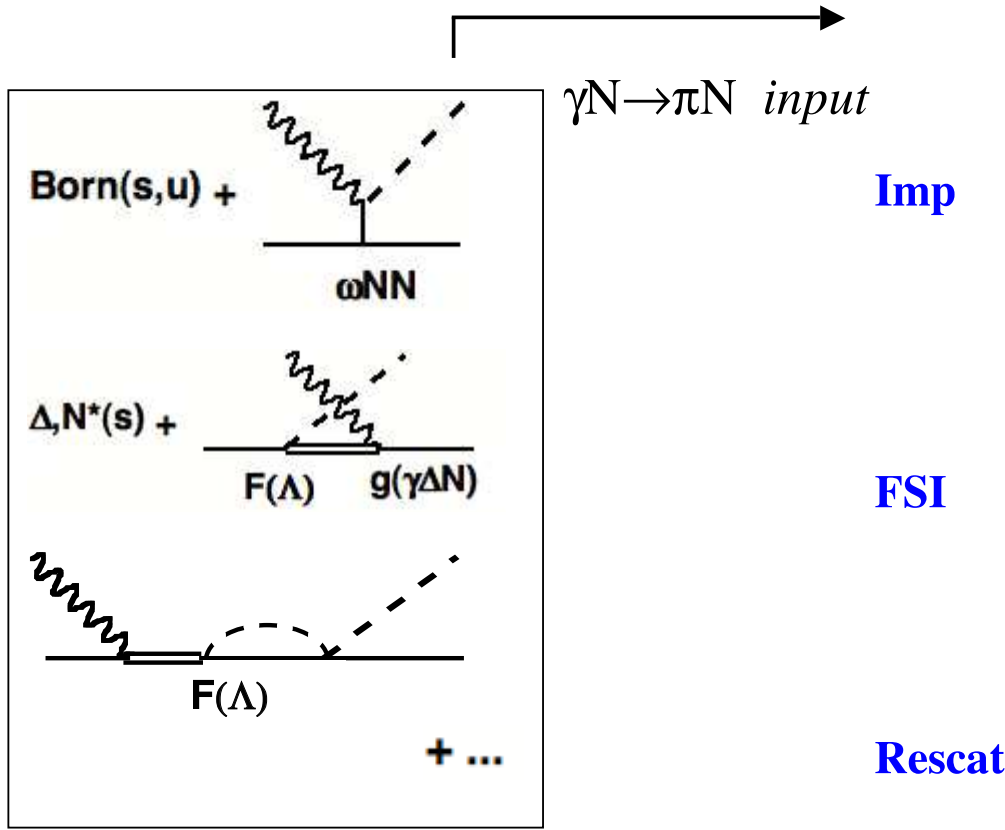 γN→πN input
Born(s,u) +
Imp
ωNN
Δ,N*(s) +
F(Λ) g(γΔN)
FSI
F(Λ)
+ ...
Rescat